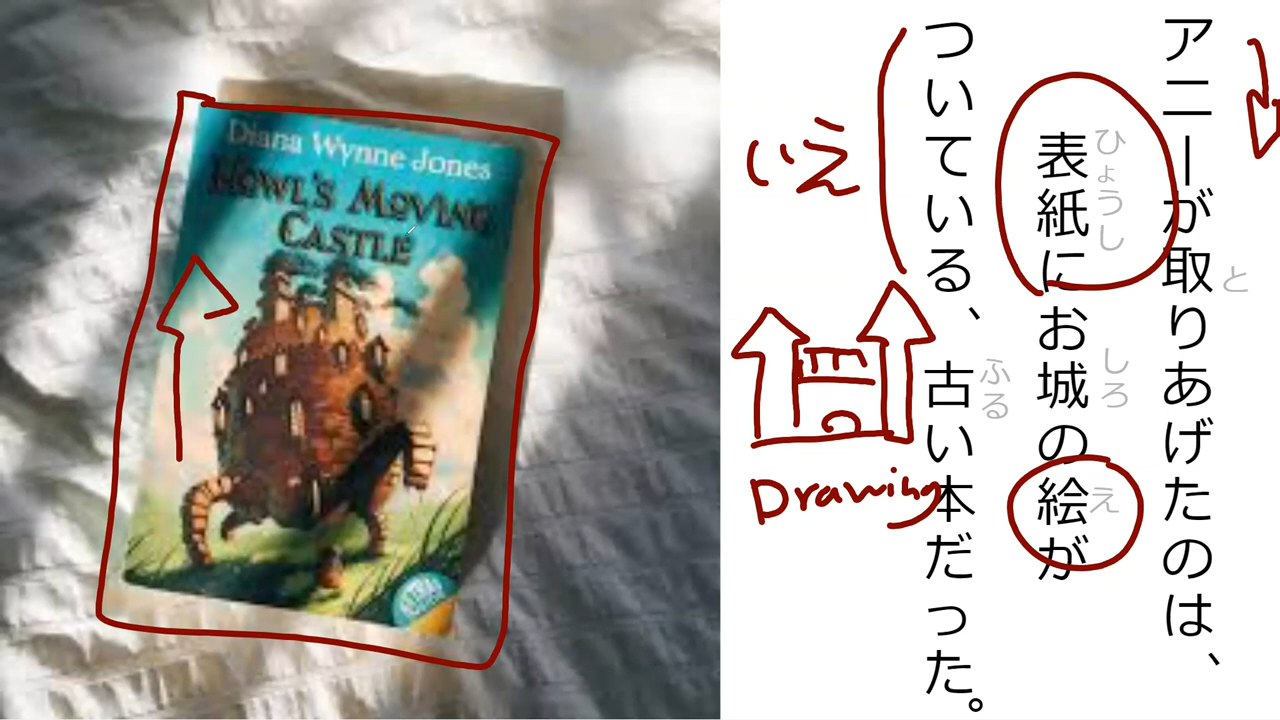 Diana Wynne Jones
HOWL'S MOVING
CASTLE
アニーが取りあげたのは、
と
表紙にお城の絵が
ひょうし
しろ
え
ついている、古い本だった。
ふる
いえ
Drawing